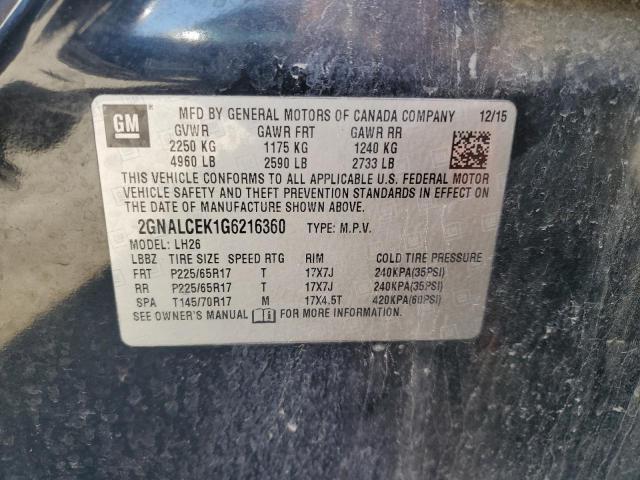 GM
MFD BY GENERAL MOTORS OF CANADA COMPANY 12/15
GVWR GAWR FRT GAWR RR
2250 KG 1175 KG 1240 KG
4960 LB 2590 LB 2733 LB
THIS VEHICLE CONFORMS TO ALL APPLICABLE U.S. FEDERAL MOTOR
VEHICLE SAFETY AND THEFT PREVENTION STANDARDS IN EFFECT ON
THE DATE OF MANUFACTURE SHOWN ABOVE.
2GNALCEK1G6216360 TYPE: M.P.V.
MODEL: LH26
LBBZ TIRE SIZE SPEED RTG RIM COLD TIRE PRESSURE
FRT P225/65R17 T 17X7J 240KPA(35PSI)
RR P225/65R17 T 17X7J 240KPA(35PSI)
SPA T145/70R17 M 17X4.5T 420KPA(60PSI)
SEE OWNER'S MANUAL FOR MORE INFORMATION.